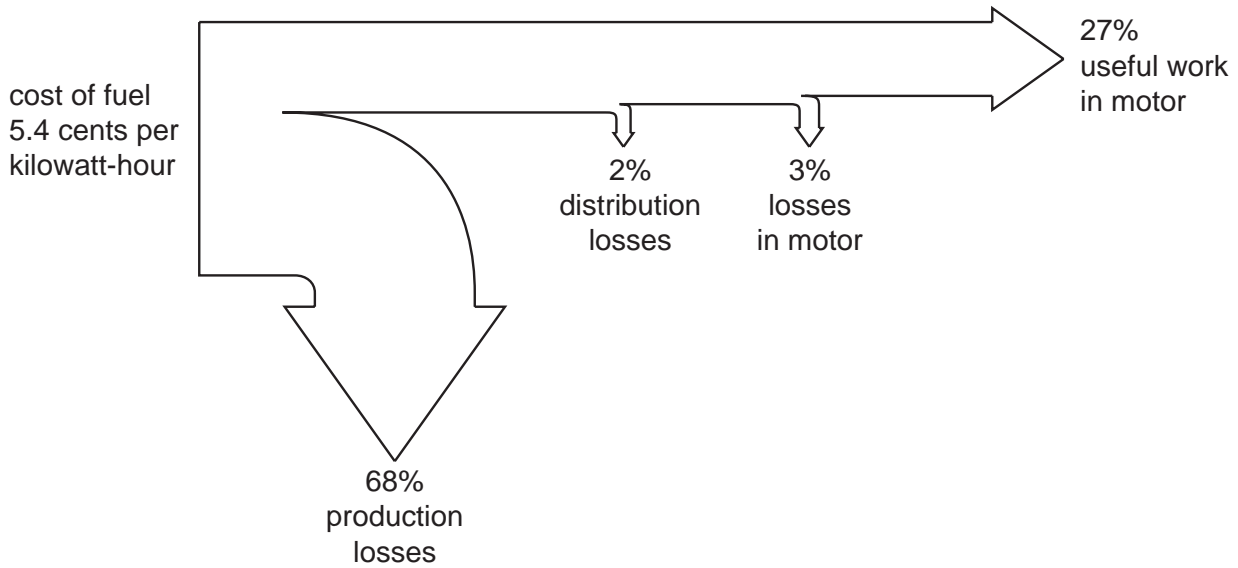 27%
useful work
in motor
cost of fuel
5.4 cents per
kilowatt-hour
2%
distribution
losses
3%
losses
in motor
68%
production
losses